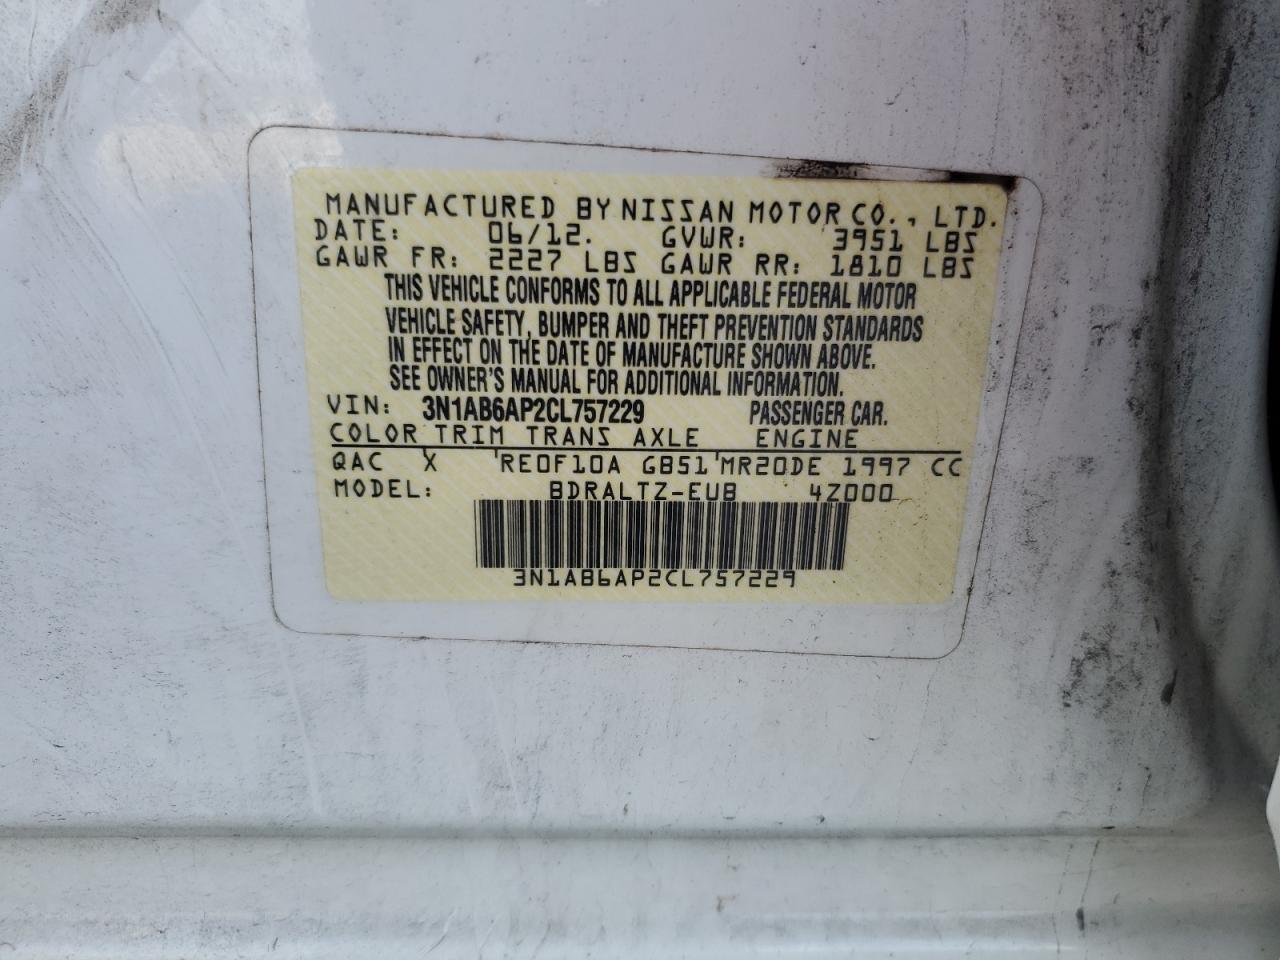 MANUFACTURED BY NISSAN MOTOR CO., LTD.
DATE: 06/12. GVWR: 3951 LBS
GAWR FR: 2227 LBS GAWR RR: 1810 LBS
THIS VEHICLE CONFORMS TO ALL APPLICABLE FEDERAL MOTOR
VEHICLE SAFETY, BUMPER AND THEFT PREVENTION STANDARDS
IN EFFECT ON THE DATE OF MANUFACTURE SHOWN ABOVE.
SEE OWNER'S MANUAL FOR ADDITIONAL INFORMATION.
VIN: 3N1AB6AP2CL757229 PASSENGER CAR.
COLOR TRIM TRANS AXLE ENGINE
QAC X 'RE0F10A GB51'MR20DE 1997 CC
MODEL: BDRALTZ-EUB 4Z000
3N1AB6AP2CL757229